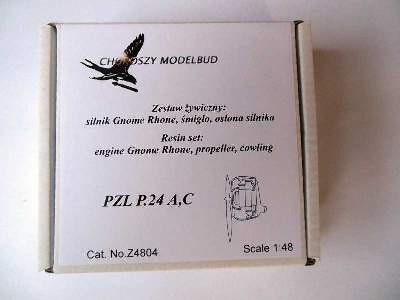 CHOROSZY MODELBUD
Zestaw żywiczny:
silnik Gnome Rhone, śmigło, osłona silnika
Resin set:
engine Gnome Rhone, propeller, cowling
PZL P.24 A,C
Cat. No.Z4804
Scale 1:48